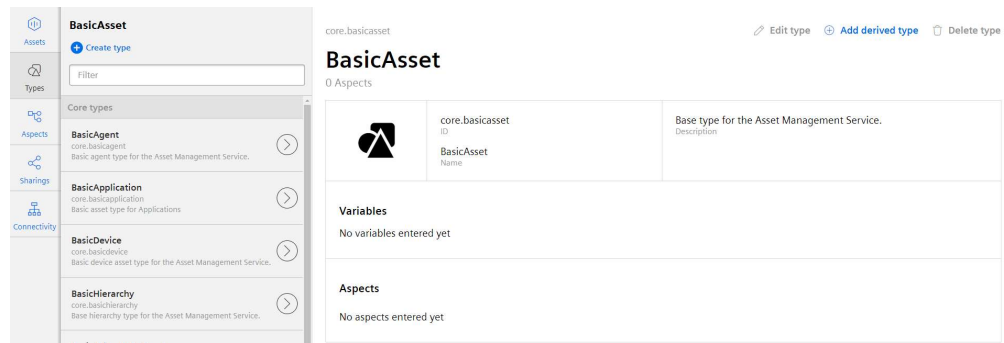 Assets
Types
Aspects
Sharings
Connectivity
BasicAsset
Create type
Filter
Core types
BasicAgent
core.basicagent
Basic agent type for the Asset Management Service.
BasicApplication
core.basicapplication
Basic asset type for Applications
BasicDevice
core.basicdevice
Basic device asset type for the Asset Management Service.
BasicHierarchy
core.basichierarchy
Base hierarchy type for the Asset Management Service.
core.basicasset
Edit type
Add derived type
Delete type
BasicAsset
0 Aspects
core.basicasset
ID
BasicAsset
Name
Base type for the Asset Management Service.
Description
Variables
No variables entered yet
Aspects
No aspects entered yet